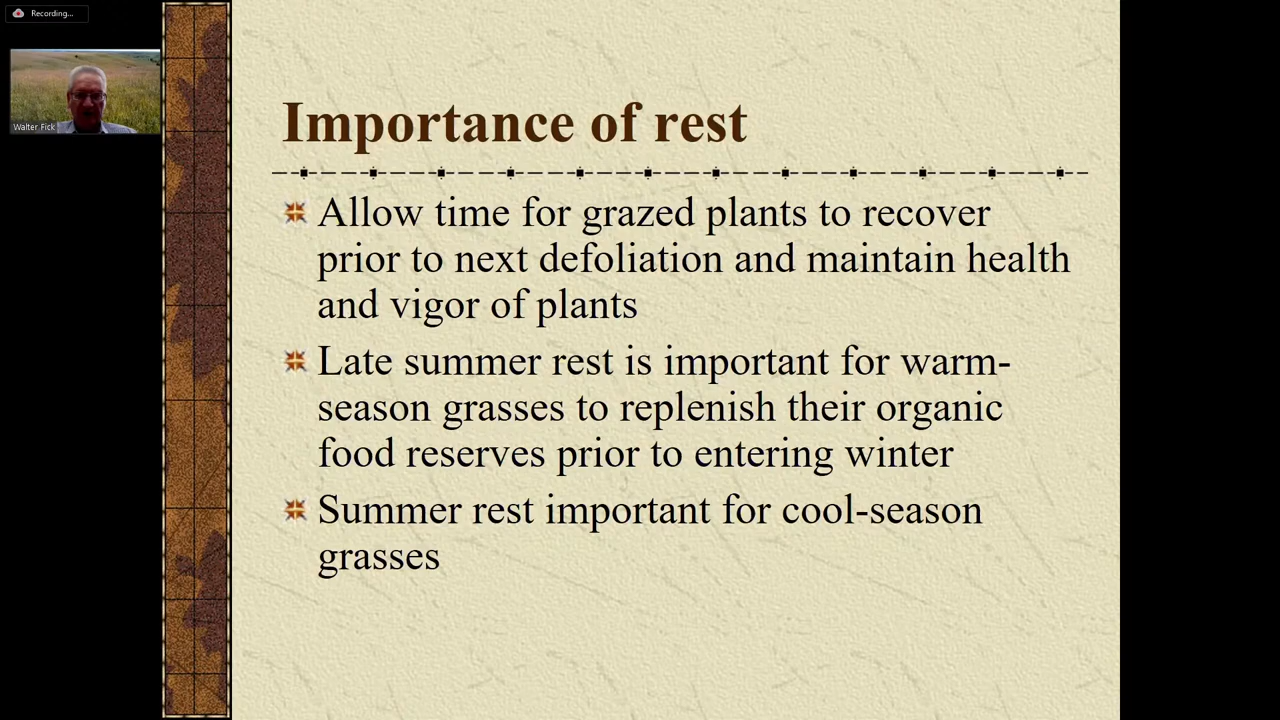 Recording...
Walter Fick
Importance of rest
Allow time for grazed plants to recover
prior to next defoliation and maintain health
and vigor of plants
Late summer rest is important for warm-
season grasses to replenish their organic
food reserves prior to entering winter
Summer rest important for cool-season
grasses